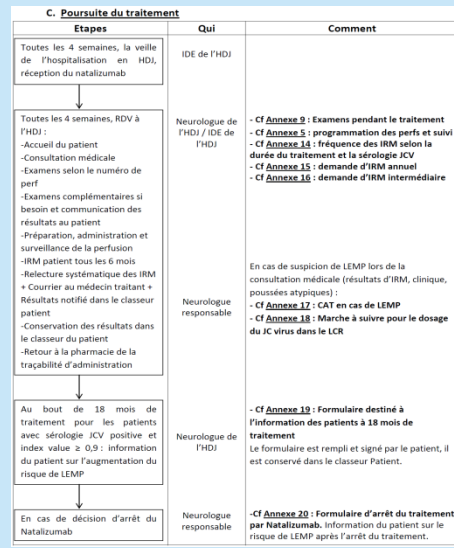 C. Poursuite du traitement
Etapes
Qui
Comment
Toutes les 4 semaines, la veille
de l'hospitalisation en HDJ,
réception du natalizumab
IDE de l'HDJ
Toutes les 4 semaines, RDV à
l'HDJ :
-Accueil du patient
-Consultation médicale
-Examens selon le numéro de
perf
-Examens complémentaires si
besoin et communication des
résultats au patient
-Préparation, administration et
surveillance de la perfusion
-IRM patient tous les 6 mois
-Relecture systématique des IRM
+ Courrier au médecin traitant +
Résultats notifié dans le classeur
patient
-Conservation des résultats dans
le classeur du patient
-Retour à la pharmacie de la
traçabilité d'administration
Neurologue de
l'HDJ / IDE de
l'HDJ
Neurologue
responsable
- Cf Annexe 9 : Examens pendant le traitement
- Cf Annexe 5 : programmation des perfs et suivi
- Cf Annexe 14 : fréquence des IRM selon la
durée du traitement et la sérologie JCV
- Cf Annexe 15 : demande d'IRM annuel
- Cf Annexe 16 : demande d'IRM intermédiaire
En cas de suspicion de LEMP lors de la
consultation médicale (résultats d'IRM, clinique,
poussées atypiques) :
- Cf Annexe 17 : CAT en cas de LEMP
- Cf Annexe 18 : Marche à suivre pour le dosage
du JC virus dans le LCR
Au bout de 18 mois de
traitement pour les patients
avec sérologie JCV positive et
index value ≥ 0,9 : information
du patient sur l'augmentation du
risque de LEMP
Neurologue de
l'HDJ
- Cf Annexe 19 : Formulaire destiné à
l'information des patients à 18 mois de
traitement
Le formulaire est rempli et signé par le patient, il
est conservé dans le classeur Patient.
En cas de décision d'arrêt du
Natalizumab
Neurologue
responsable
-Cf Annexe 20 : Formulaire d'arrêt du traitement
par Natalizumab. Information du patient sur le
risque de LEMP après l'arrêt du traitement.